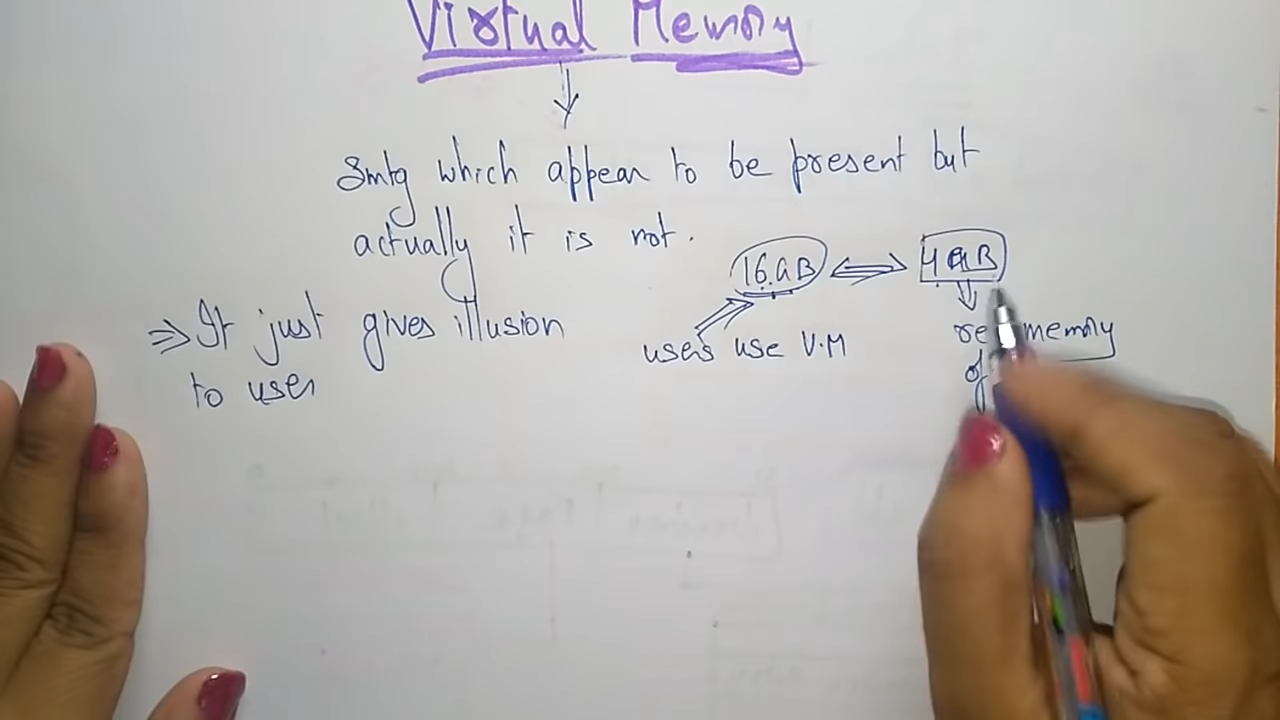 Virtual Memory
Smtg which appear to be present but
actually it is not.
16.GB 4 GB
=> It just gives illusion
to user
users use V.M
memory
of